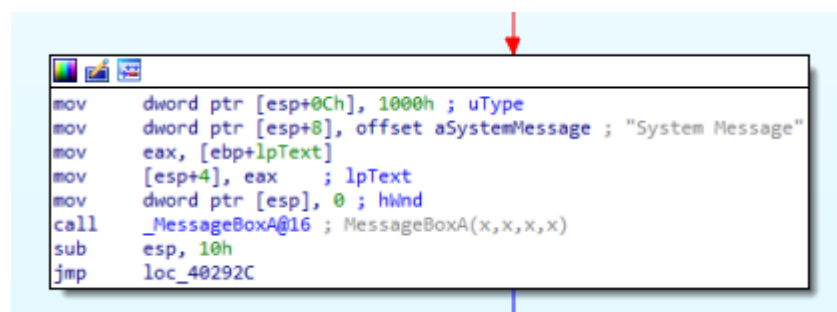 mov dword ptr [esp+0Ch], 1000h ; uType
mov dword ptr [esp+8], offset aSystemMessage ; "System Message"
mov eax, [ebp+lpText]
mov [esp+4], eax ; lpText
mov dword ptr [esp], 0 ; hWnd
call _MessageBoxA@16 ; MessageBoxA(x,x,x,x)
sub esp, 10h
jmp loc_40292C